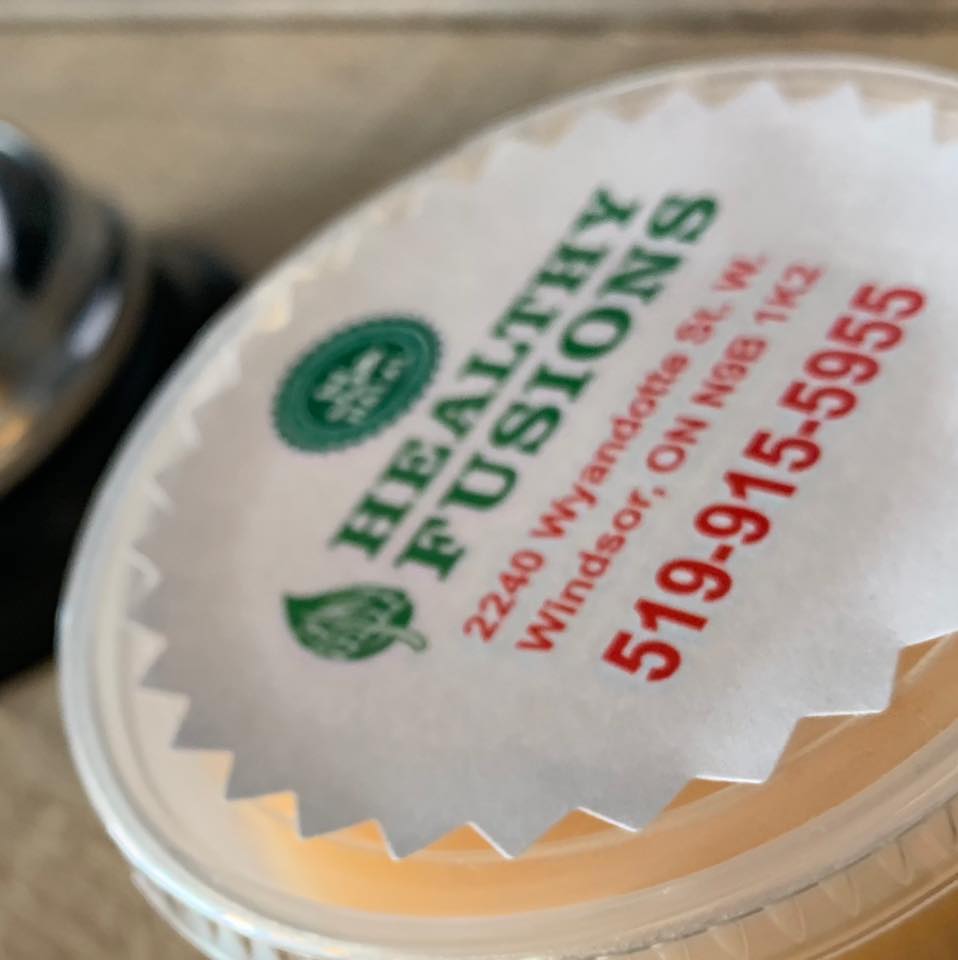 HEALTHY
FUSIONS
2240 Wyandotte St. W.
Windsor, ON N9B 1K2
519-915-5955